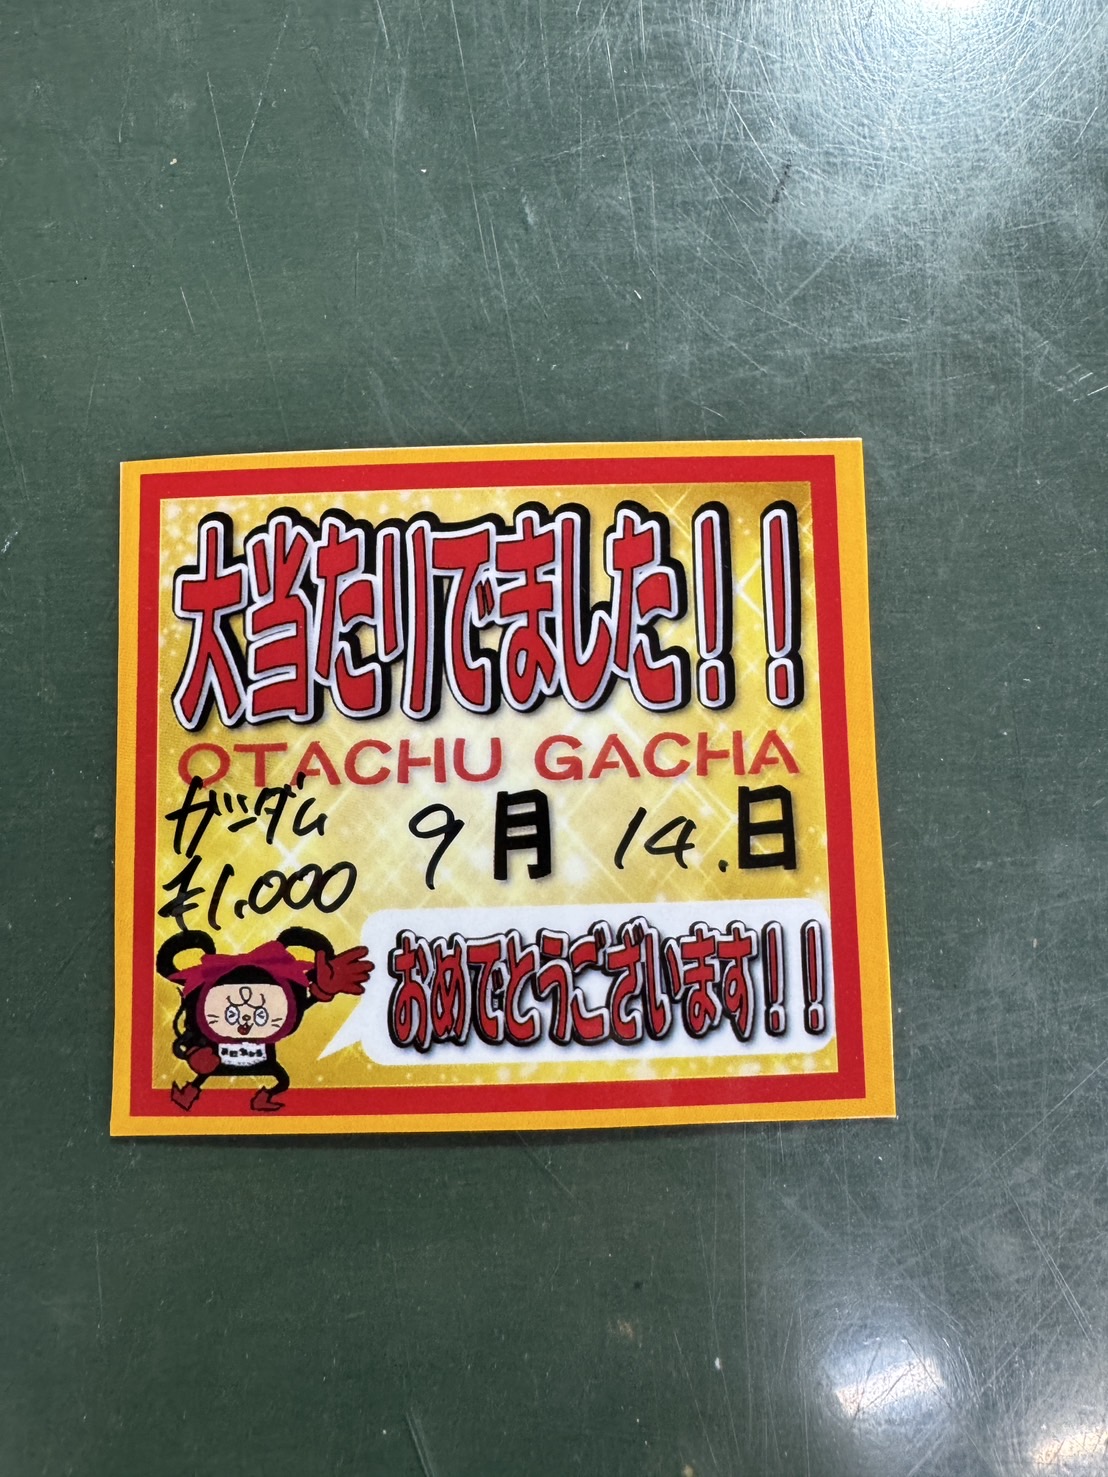 大当たりでました!!
OTACHU GACHA
ガンダム
¥1.000
9月 14.日
おめでとうございます!!